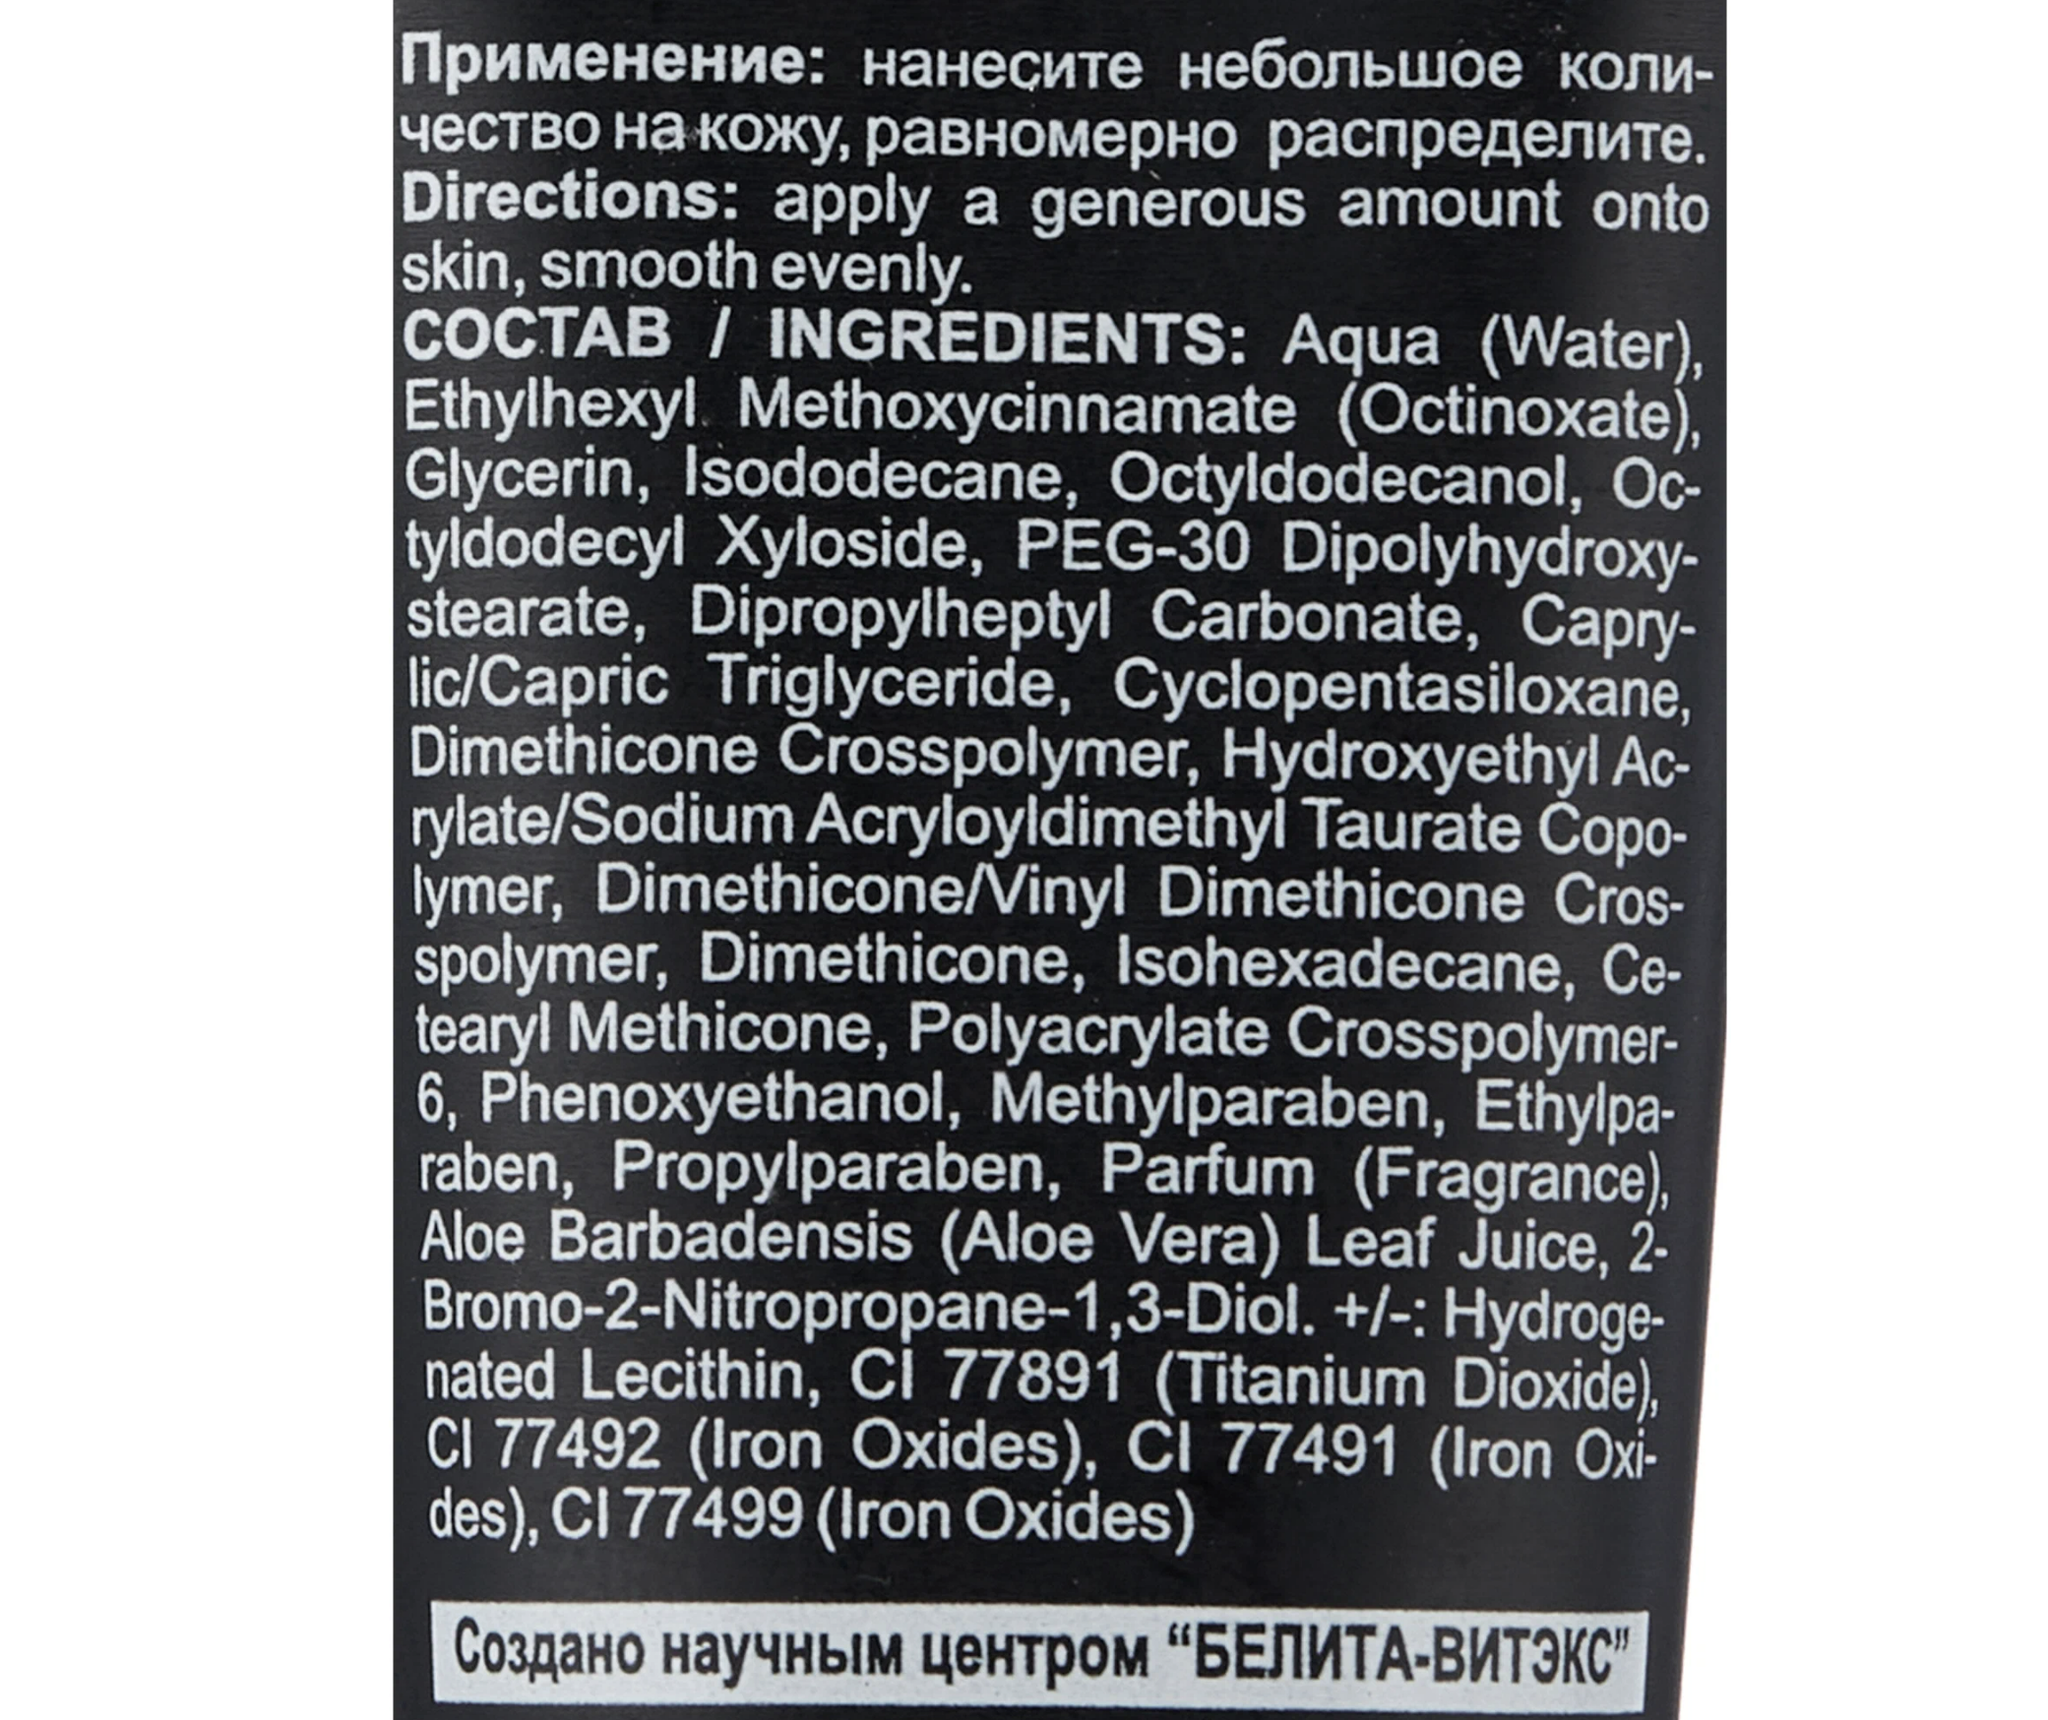 Применение: нанесите небольшое коли-
чество на кожу, равномерно распределите.
Directions: apply a generous amount onto
skin, smooth evenly.
СОСТАВ / INGREDIENTS: Aqua (Water),
Ethylhexyl Methoxycinnamate (Octinoxate),
Glycerin, Isododecane, Octyldodecanol, Oc-
tyldodecyl Xyloside, PEG-30 Dipolyhydroxy-
stearate, Dipropylheptyl Carbonate, Capry-
lic/Capric Triglyceride, Cyclopentasiloxane,
Dimethicone Crosspolymer, Hydroxyethyl Ac-
rylate/Sodium Acryloyldimethyl Taurate Copo-
lymer, Dimethicone/Vinyl Dimethicone Cros-
spolymer, Dimethicone, Isohexadecane, Ce-
tearyl Methicone, Polyacrylate Crosspolymer-
6, Phenoxyethanol, Methylparaben, Ethylpa-
raben, Propylparaben, Parfum (Fragrance),
Aloe Barbadensis (Aloe Vera) Leaf Juice, 2-
Bromo-2-Nitropropane-1,3-Diol. +/-: Hydroge-
nated Lecithin, CI 77891 (Titanium Dioxide),
CI 77492 (Iron Oxides), CI 77491 (Iron Oxi-
des), CI 77499 (Iron Oxides)
Создано научным центром “БЕЛИТА-ВИТЭКС”